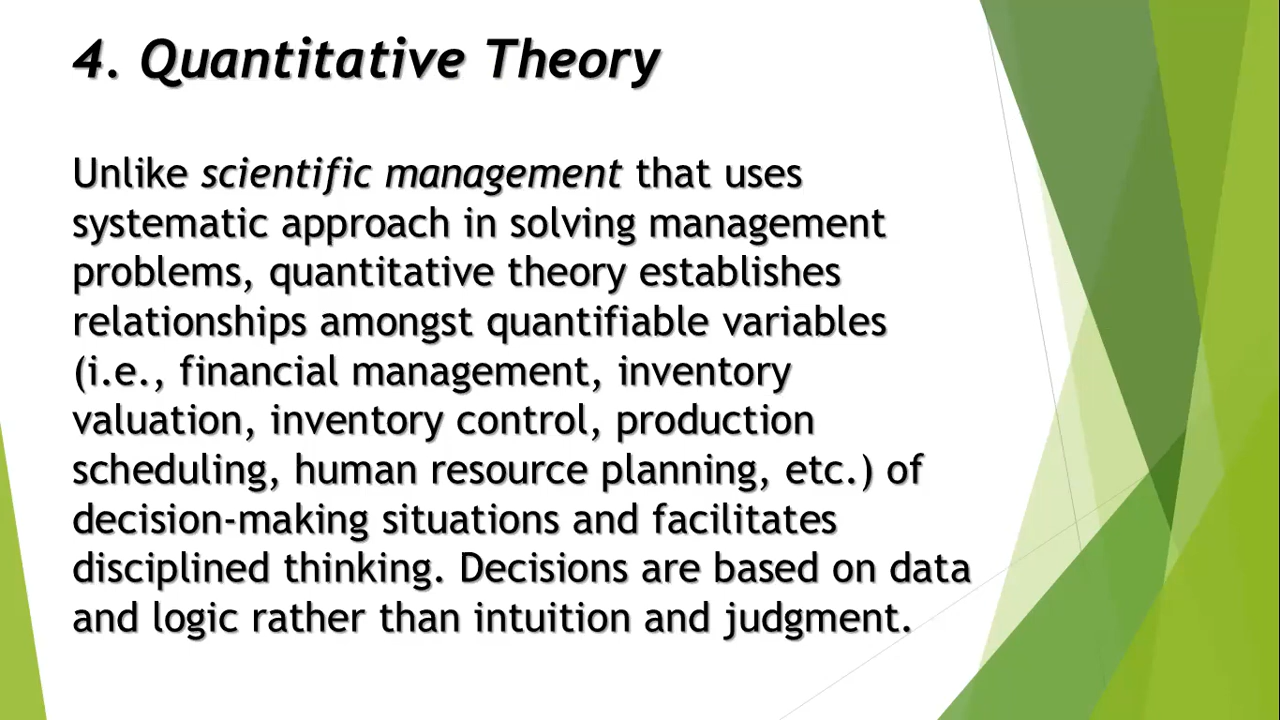 4. Quantitative Theory
Unlike scientific management that uses
systematic approach in solving management
problems, quantitative theory establishes
relationships amongst quantifiable variables
(i.e., financial management, inventory
valuation, inventory control, production
scheduling, human resource planning, etc.) of
decision-making situations and facilitates
disciplined thinking. Decisions are based on data
and logic rather than intuition and judgment.